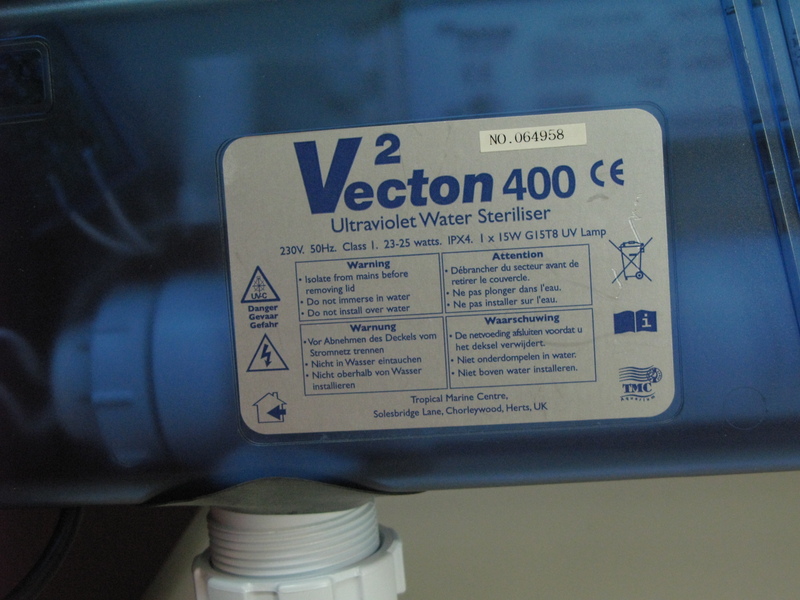 NO.064958
V2ecton 400 CE
Ultraviolet Water Steriliser
230V. 50Hz. Class 1. 23-25 watts. IPX4. 1 x 15W G15T8 UV Lamp
UV-C
Danger
Gevaar
Gefahr
Warning
• Isolate from mains before
removing lid
• Do not immerse in water
• Do not install over water
Attention
• Débrancher du secteur avant de
retirer le couvercle.
• Ne pas plonger dans l'eau.
• Ne pas installer sur l'eau.
Warnung
• Vor Abnehmen des Deckels vom
Stromnetz trennen
• Nicht in Wasser eintauchen
• Nicht oberhalb von Wasser
installieren
Waarschuwing
• De netvoeding afsluiten voordat u
het deksel verwijdert.
• Niet onderdompelen in water.
• Niet boven water installeren.
i
TMC
Aquarium
Tropical Marine Centre,
Solesbridge Lane, Chorleywood, Herts, UK